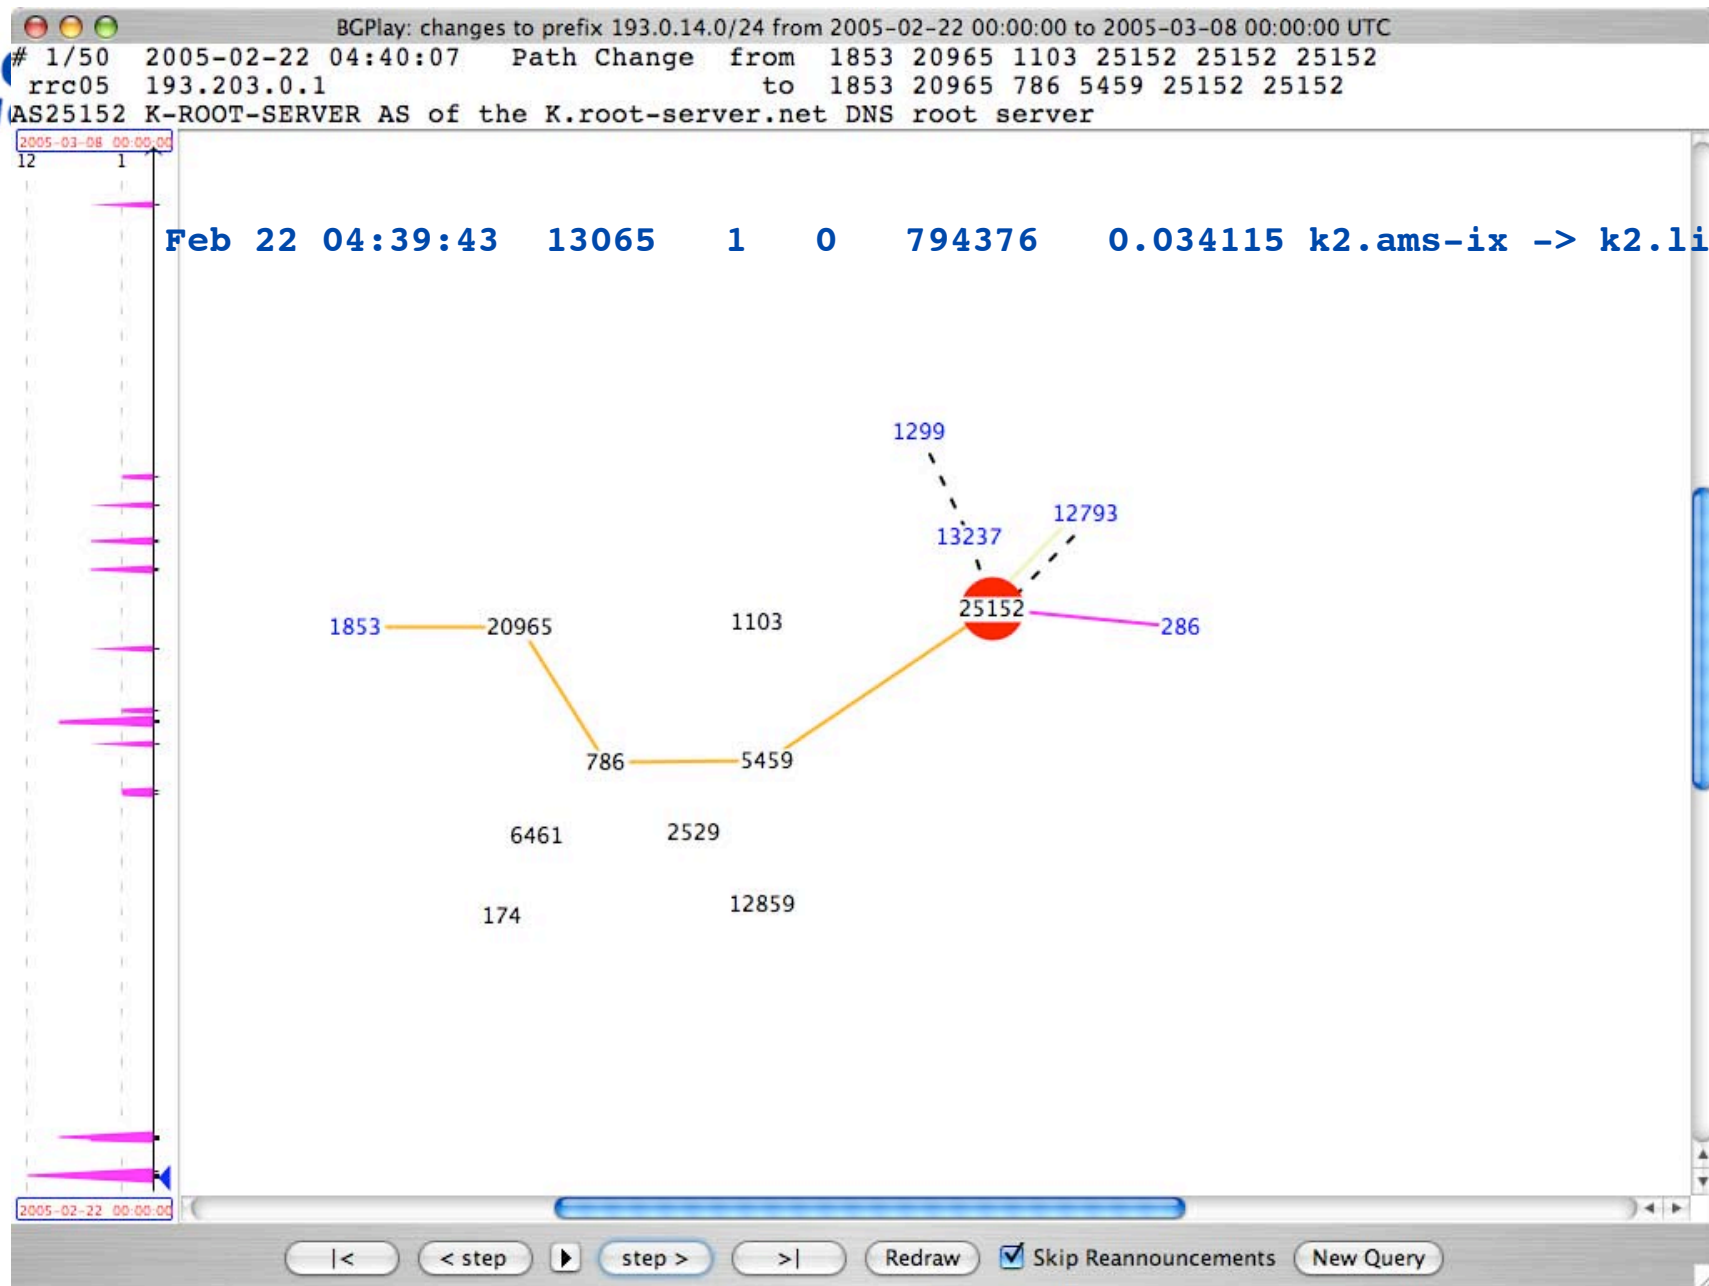 BGPlay: changes to prefix 193.0.14.0/24 from 2005-02-22 00:00:00 to 2005-03-08 00:00:00 UTC
# 1/50 2005-02-22 04:40:07 Path Change from 1853 20965 1103 25152 25152 25152
rrc05 193.203.0.1 to 1853 20965 786 5459 25152 25152
AS25152 K-ROOT-SERVER AS of the K.root-server.net DNS root server
2005-03-08 00:00:00
12 1
Feb 22 04:39:43 13065 1 0 794376 0.034115 k2.ams-ix -> k2.li
1299
12793
13237
25152
1853 20965 1103 286
786 5459
6461 2529
174 12859
2005-02-22 00:00:00
|< < step step > >| Redraw Skip Reannouncements New Query